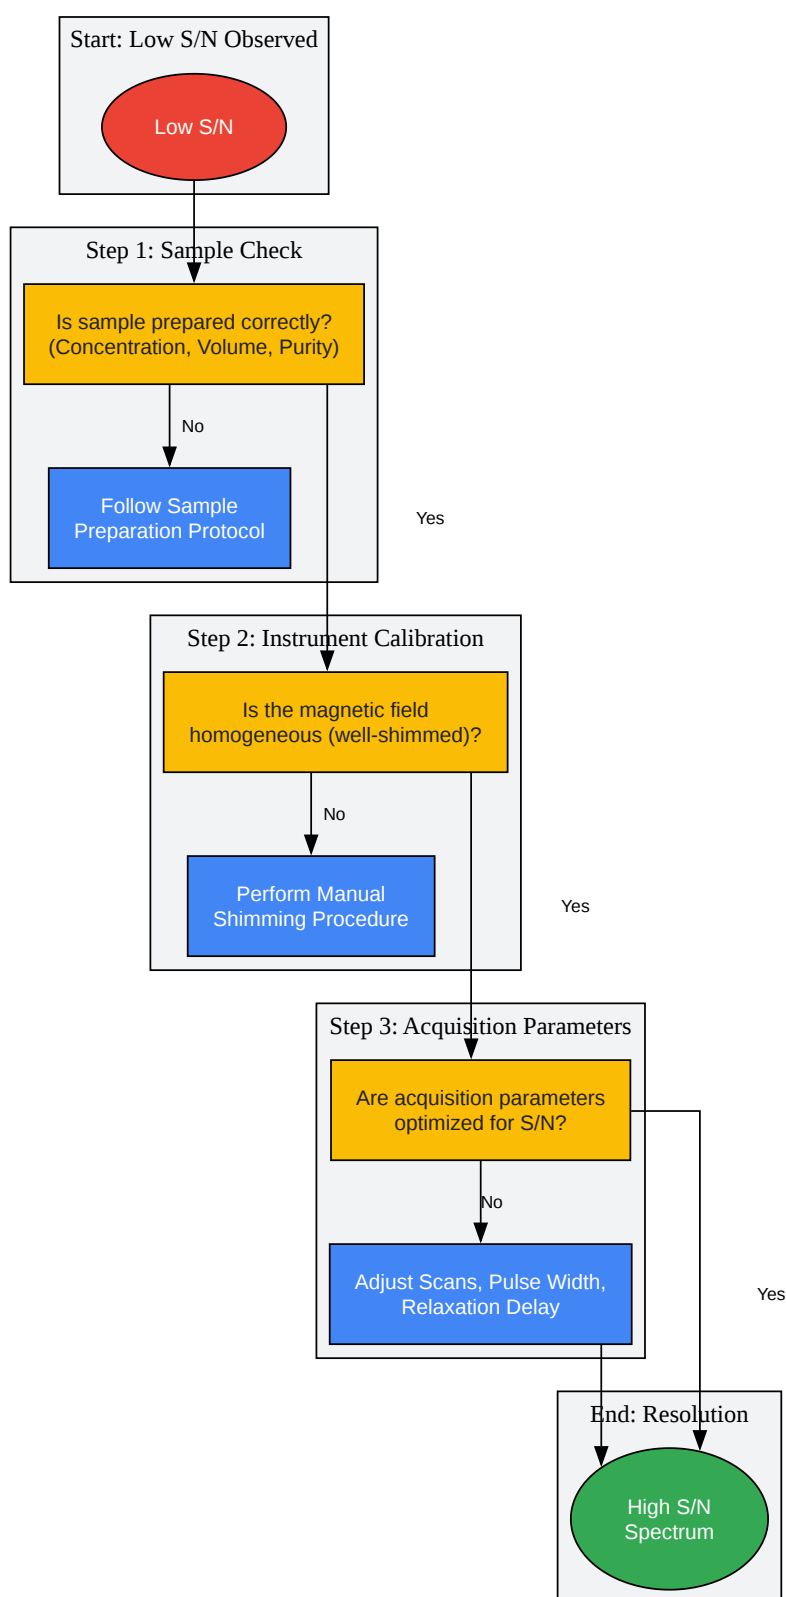 Start: Low S/N Observed
Low S/N
Step 1: Sample Check
Is sample prepared correctly?
(Concentration, Volume, Purity)
No
Follow Sample
Preparation Protocol
Yes
Step 2: Instrument Calibration
Is the magnetic field
homogeneous (well-shimmed)?
No
Perform Manual
Shimming Procedure
Yes
Step 3: Acquisition Parameters
Are acquisition parameters
optimized for S/N?
No
Adjust Scans, Pulse Width,
Relaxation Delay
Yes
End: Resolution
High S/N
Spectrum